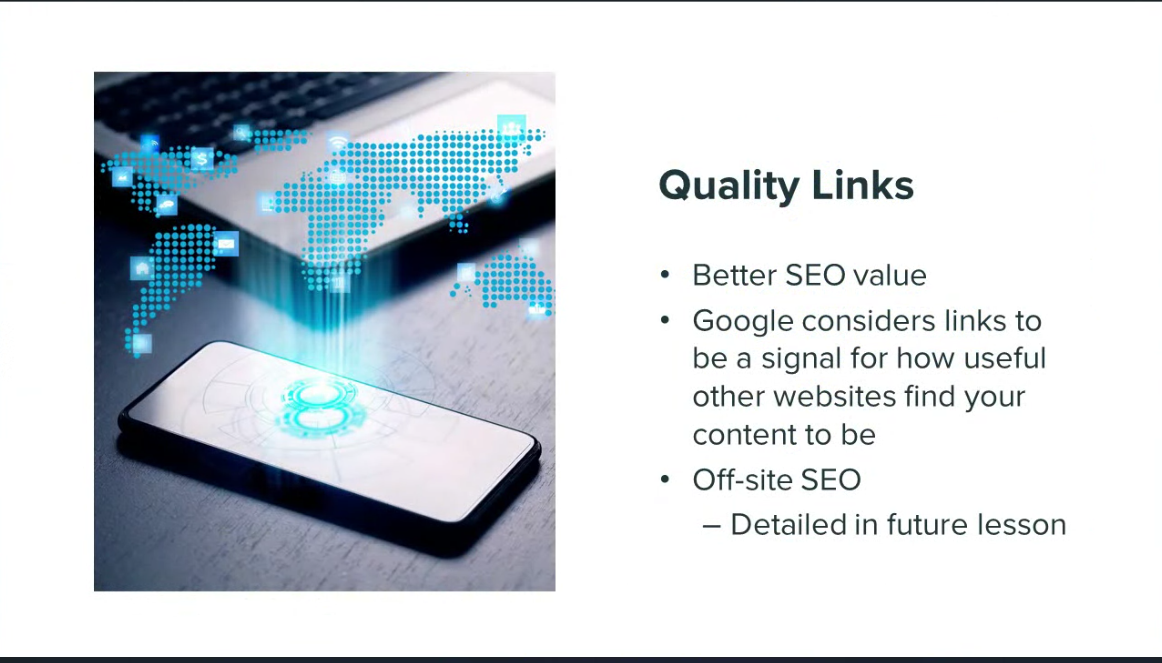 Quality Links
• Better SEO value
• Google considers links to
be a signal for how useful
other websites find your
content to be
• Off-site SEO
– Detailed in future lesson